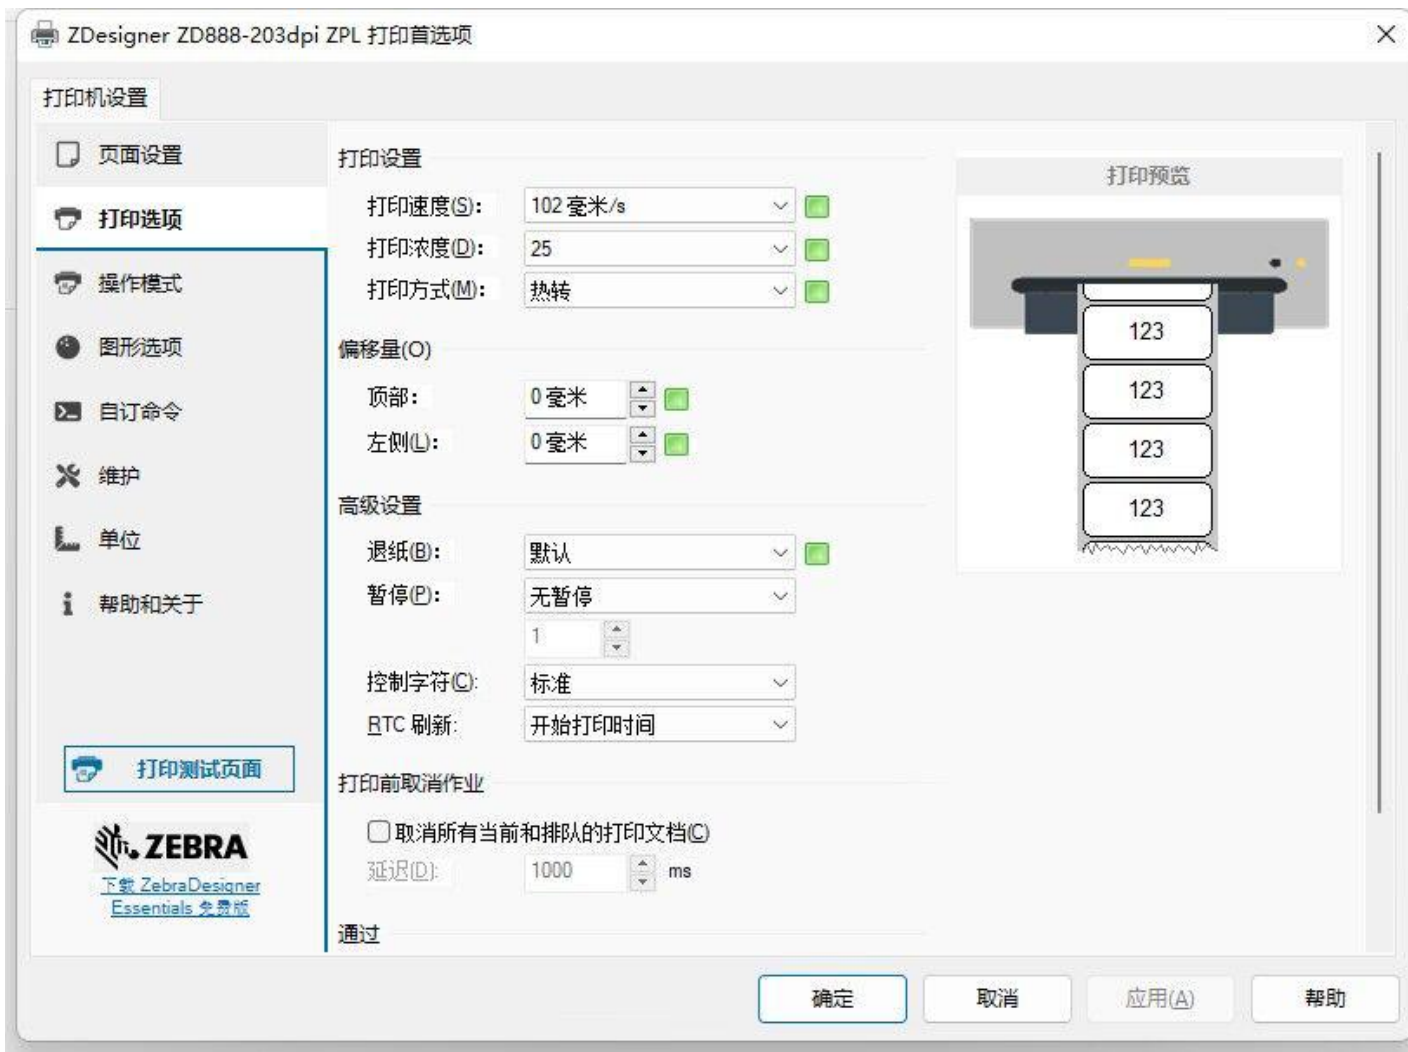 ZDesigner ZD888-203dpi ZPL 打印首选项
打印机设置
页面设置
打印选项
操作模式
图形选项
自订命令
维护
单位
帮助和关于
打印测试页面
ZEBRA
下载 ZebraDesigner
Essentials 免费版
打印设置
打印速度(S): 102 毫米/s
打印浓度(D): 25
打印方式(M): 热转
偏移量(O)
顶部: 0 毫米
左侧(L): 0 毫米
高级设置
退纸(B): 默认
暂停(P): 无暂停
1
控制字符(C): 标准
RTC 刷新: 开始打印时间
打印前取消作业
取消所有当前和排队的打印文档(C)
延迟(D): 1000 ms
通过
打印预览
123
123
123
123
确定 取消 应用(A) 帮助